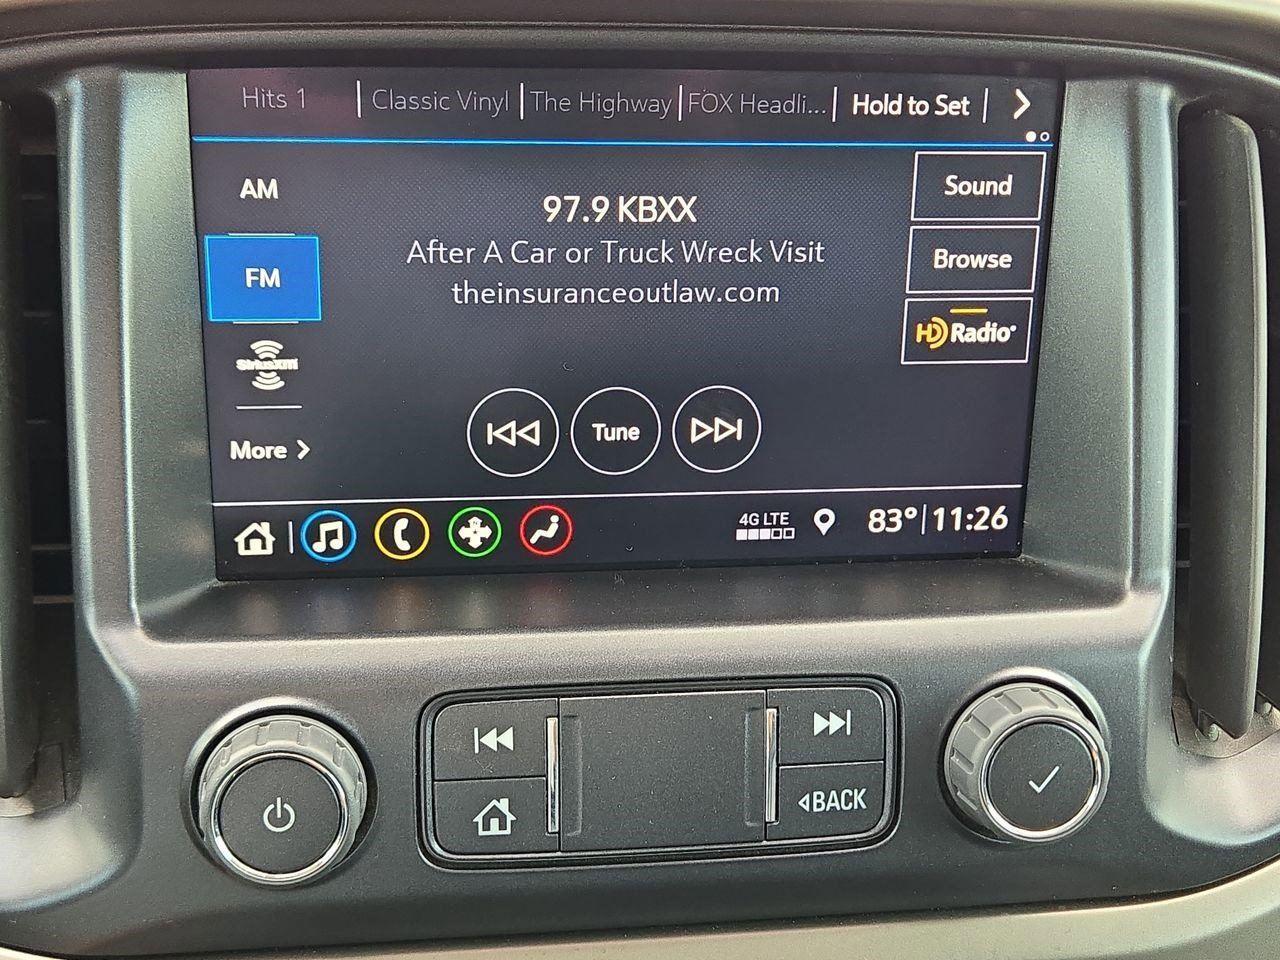 Hits 1 | Classic Vinyl | The Highway | FOX Headli... | Hold to Set |
AM
FM
SiriusXM
More
97.9 KBXX
After A Car or Truck Wreck Visit
theinsuranceoutlaw.com
Sound
Browse
HD Radio
Tune
4G LTE
83° | 11:26
BACK